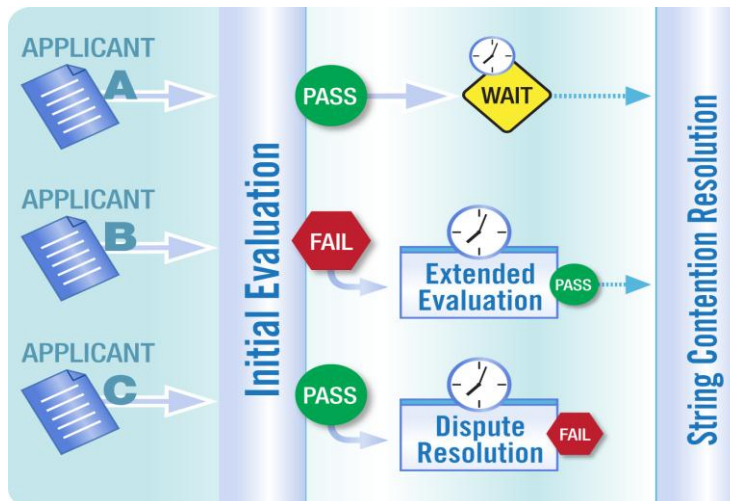 APPLICANT
A
PASS
WAIT
APPLICANT
B
FAIL
Extended
Evaluation
PASS
APPLICANT
C
PASS
Dispute
Resolution
FAIL
Initial Evaluation
String Contention Resolution